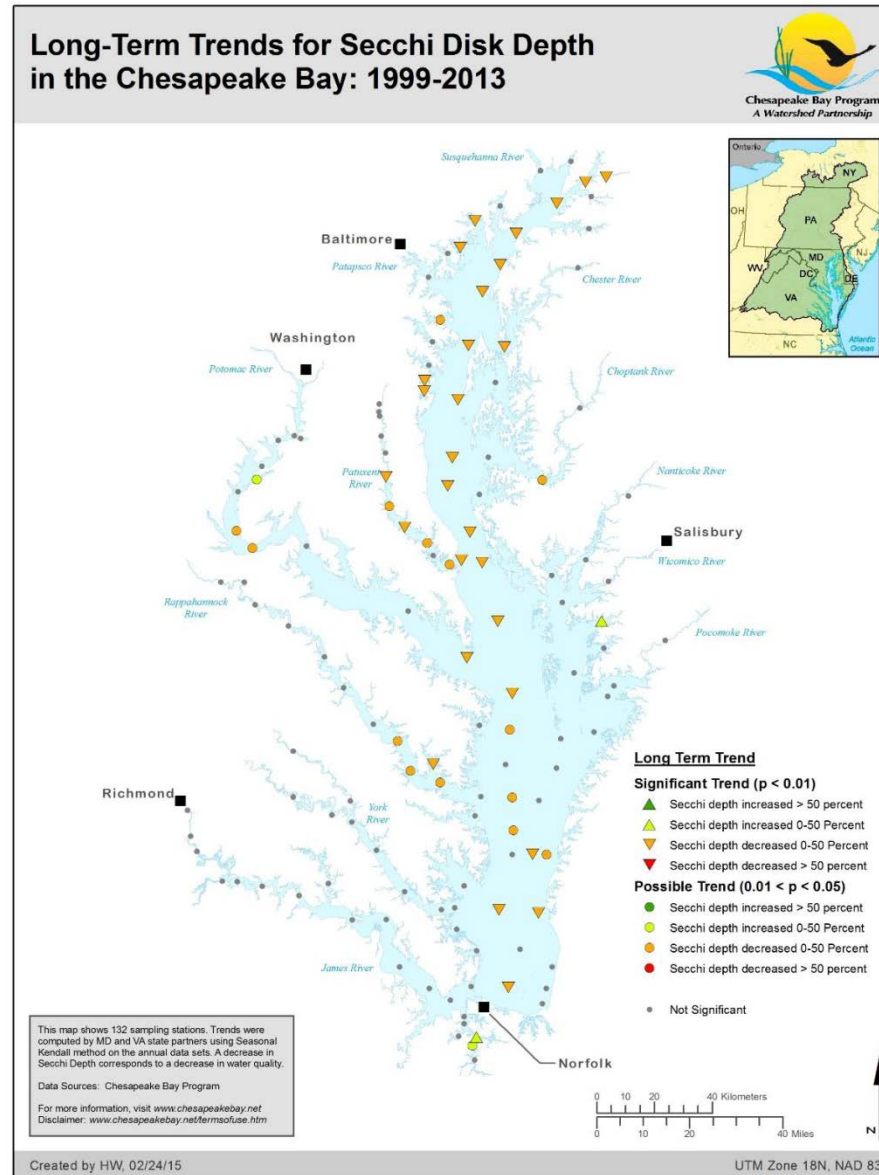 Long-Term Trends for Secchi Disk Depth
in the Chesapeake Bay: 1999-2013
Chesapeake Bay Program
A Watershed Partnership
Ontario
NY
OH
PA
NJ
WV
MD
DC
DE
VA
NC
Atlantic
Ocean
Susquehanna River
Baltimore
Patapsco River
Chester River
Washington
Potomac River
Choptank River
Patuxent
River
Nanticoke River
Salisbury
Wicomico River
Rappahannock
River
Pocomoke River
Richmond
York
River
James River
Norfolk
Long Term Trend
Significant Trend (p < 0.01)
Secchi depth increased > 50 percent
Secchi depth increased 0-50 Percent
Secchi depth decreased 0-50 Percent
Secchi depth decreased > 50 percent
Possible Trend (0.01 < p < 0.05)
Secchi depth increased > 50 percent
Secchi depth increased 0-50 Percent
Secchi depth decreased 0-50 Percent
Secchi depth decreased > 50 percent
Not Significant
This map shows 132 sampling stations. Trends were
computed by MD and VA state partners using Seasonal
Kendall method on the annual data sets. A decrease in
Secchi Depth corresponds to a decrease in water quality.
Data Sources: Chesapeake Bay Program
For more information, visit www.chesapeakebay.net
Disclaimer: www.chesapeakebay.net/termsofuse.htm
0 10 20 40 Kilometers
0 10 20 40 Miles
N
Created by HW, 02/24/15
UTM Zone 18N, NAD 83